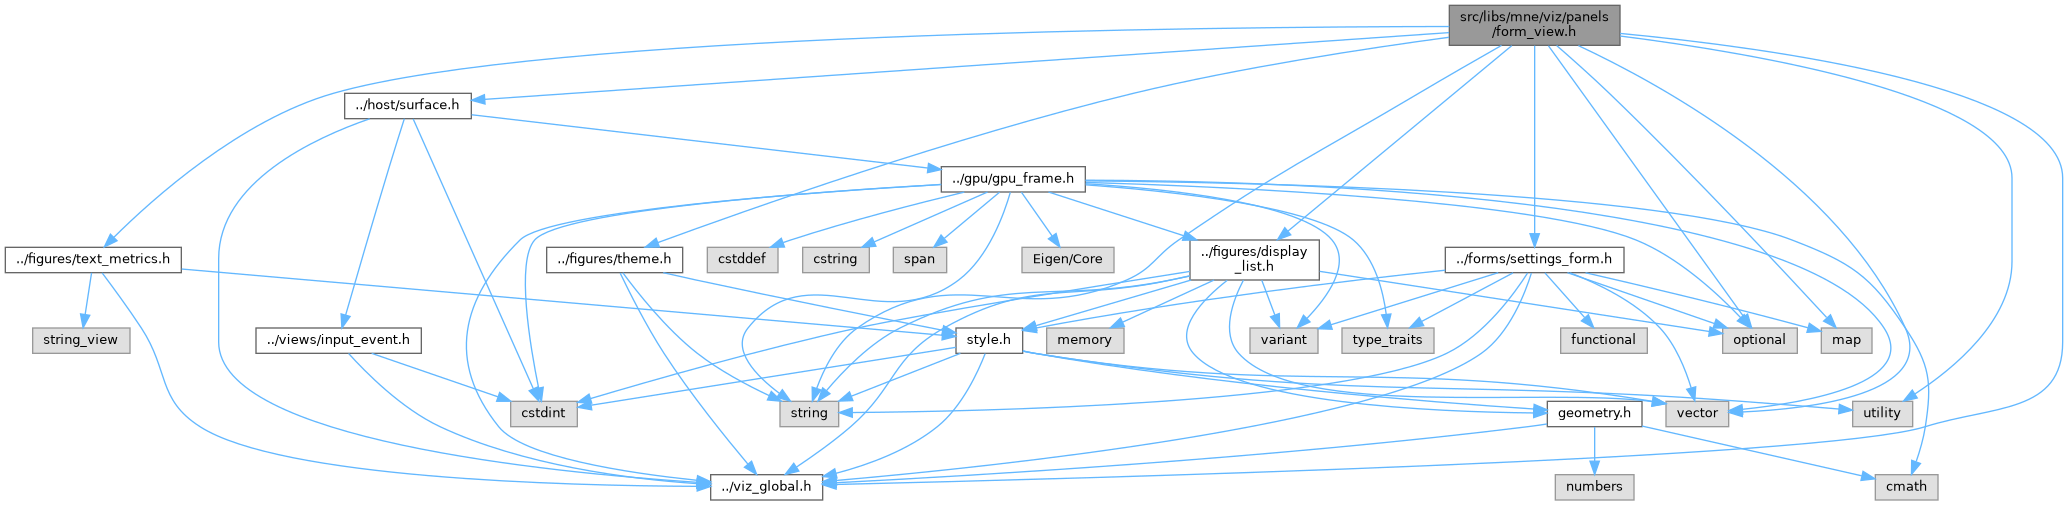 src/libs/mne/viz/panels
/form_view.h
../host/surface.h
../gpu/gpu_frame.h
../figures/text_metrics.h
../figures/theme.h
cstddef
cstring
span
Eigen/Core
../figures/display
_list.h
../forms/settings_form.h
string_view
../views/input_event.h
style.h
memory
variant
type_traits
functional
optional
map
cstdint
string
geometry.h
vector
utility
../viz_global.h
numbers
cmath